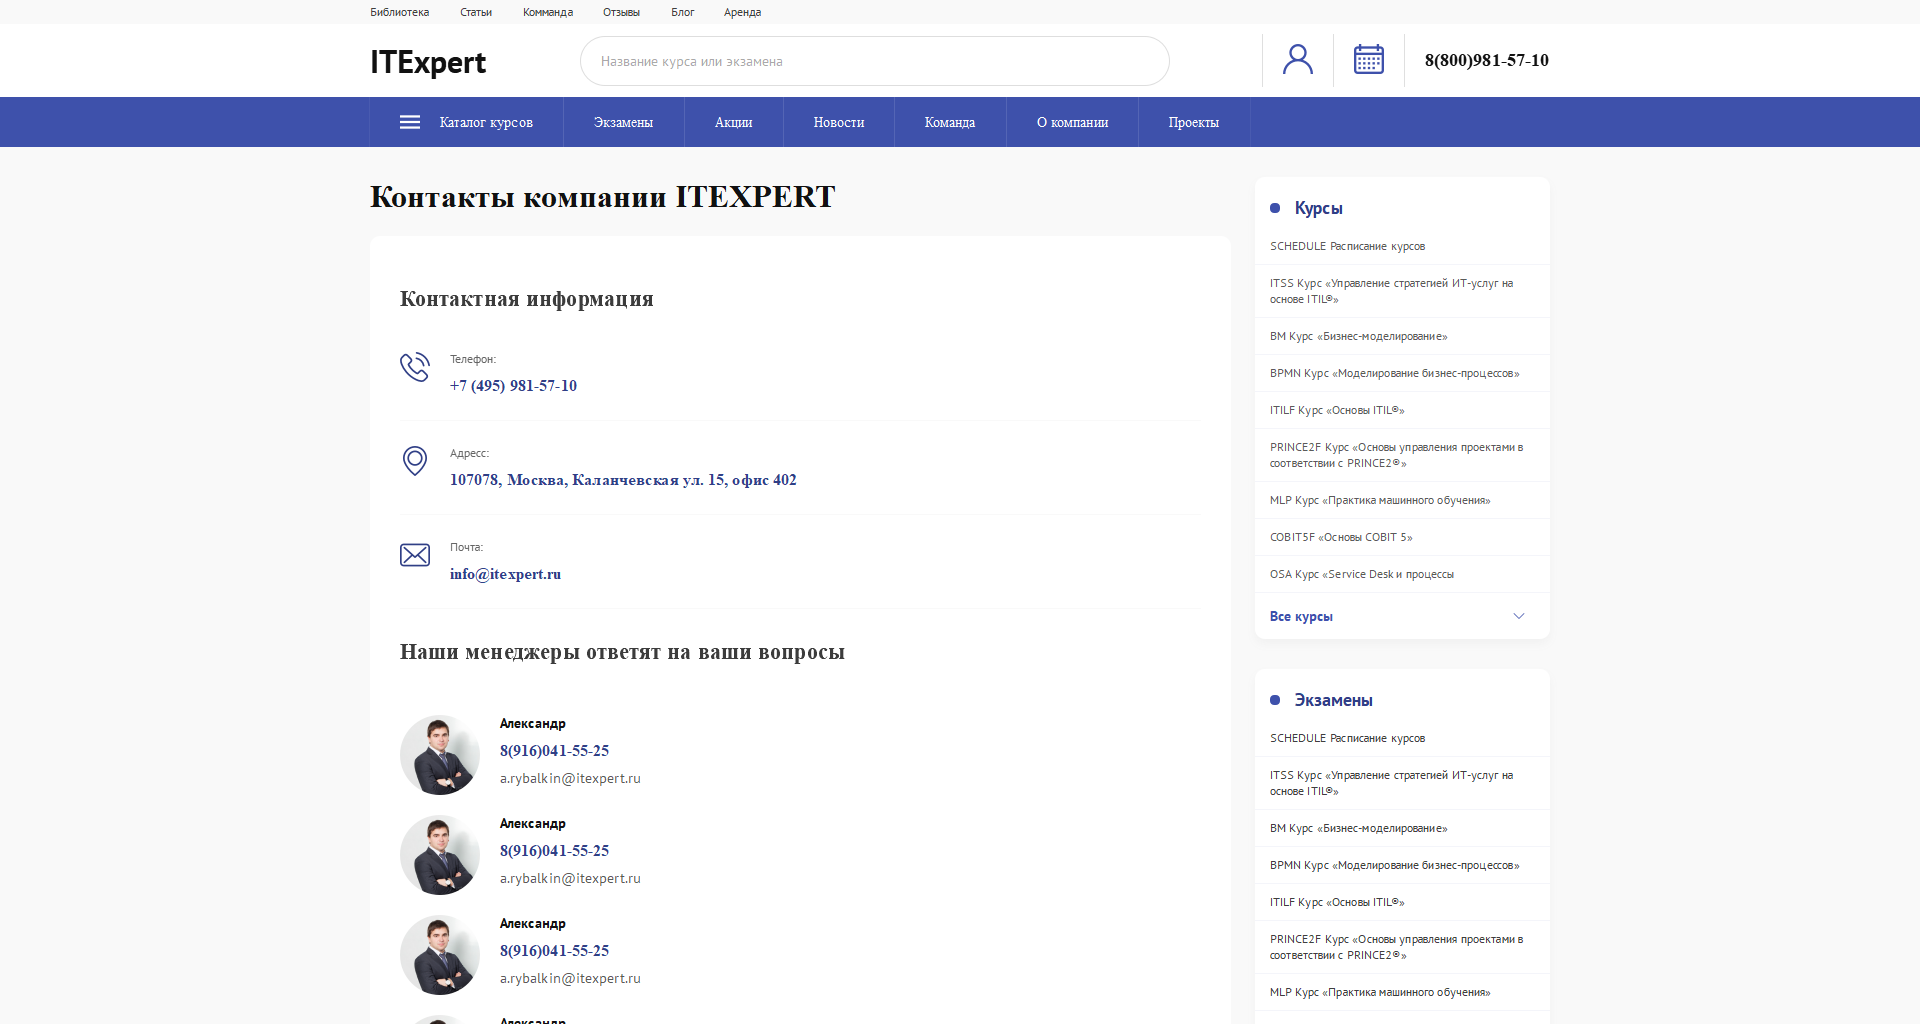 Библиотека
Статьи
Комманда
Отзывы
Блог
Аренда
ITExpert
Название курса или экзамена
8(800)981-57-10
Каталог курсов
Экзамены
Акции
Новости
Команда
О компании
Проекты
Контакты компании ITEXPERT
Контактная информация
Телефон:
+7 (495) 981-57-10
Адресс:
107078, Москва, Каланчевская ул. 15, офис 402
Почта:
info@itexpert.ru
Наши менеджеры ответят на ваши вопросы
Александр
8(916)041-55-25
a.rybalkin@itexpert.ru
Александр
8(916)041-55-25
a.rybalkin@itexpert.ru
Александр
8(916)041-55-25
a.rybalkin@itexpert.ru
Александр
Курсы
SCHEDULE Расписание курсов
ITSS Курс «Управление стратегией ИТ-услуг на
основе ITIL®»
BM Курс «Бизнес-моделирование»
BPMN Курс «Моделирование бизнес-процессов»
ITILF Курс «Основы ITIL®»
PRINCE2F Курс «Основы управления проектами в
соответствии с PRINCE2®»
MLP Курс «Практика машинного обучения»
COBIT5F «Основы COBIT 5»
OSA Курс «Service Desk и процессы
Все курсы
Экзамены
SCHEDULE Расписание курсов
ITSS Курс «Управление стратегией ИТ-услуг на
основе ITIL®»
BM Курс «Бизнес-моделирование»
BPMN Курс «Моделирование бизнес-процессов»
ITILF Курс «Основы ITIL®»
PRINCE2F Курс «Основы управления проектами в
соответствии с PRINCE2®»
MLP Курс «Практика машинного обучения»